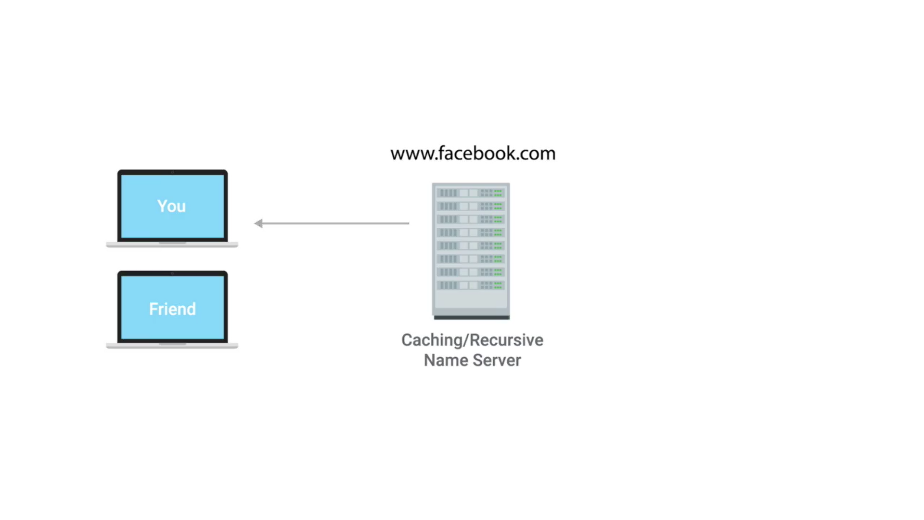 www.facebook.com
You
Friend
Caching/Recursive
Name Server